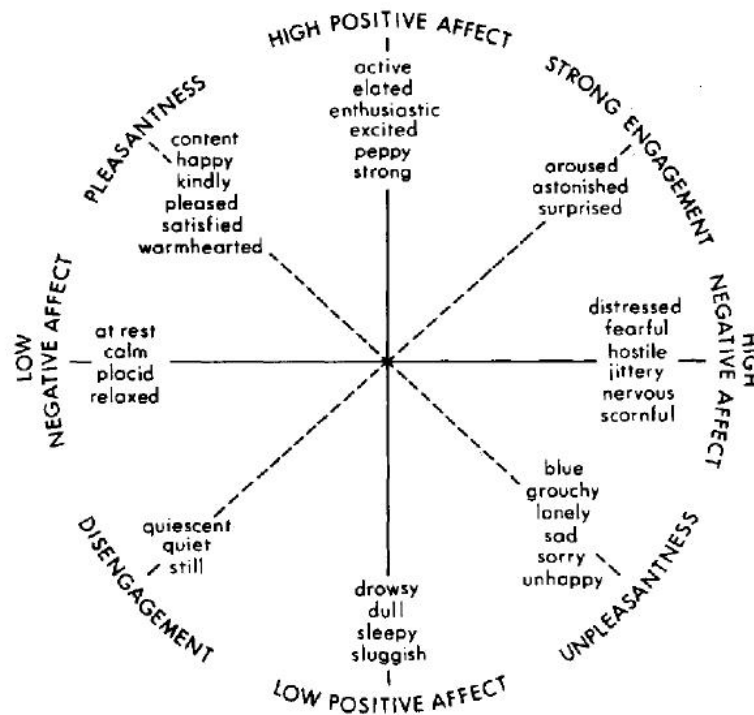 HIGH POSITIVE AFFECT
active
elated
enthusiastic
excited
peppy
strong
STRONG ENGAGEMENT
aroused
astonished
surprised
HIGH
NEGATIVE AFFECT
distressed
fearful
hostile
jittery
nervous
scornful
UNPLEASANTNESS
blue
grouchy
lonely
sad
sorry
unhappy
LOW POSITIVE AFFECT
drowsy
dull
sleepy
sluggish
DISENGAGEMENT
quiescent
quiet
still
LOW
NEGATIVE AFFECT
at rest
calm
placid
relaxed
PLEASANTNESS
content
happy
kindly
pleased
satisfied
warmhearted